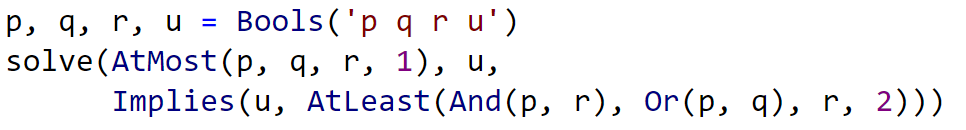 p, q, r, u = Bools('p q r u')
solve(AtMost(p, q, r, 1), u,
      Implies(u, AtLeast(And(p, r), Or(p, q), r, 2)))